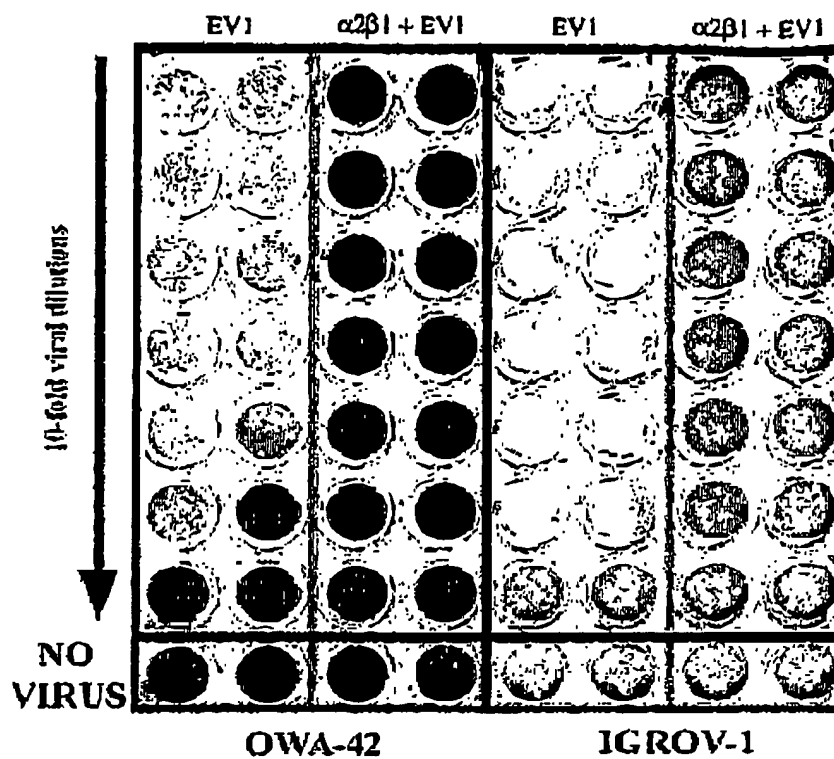 EV1 α2β1 + EV1 EV1 α2β1 + EV1
10-fold viral dilutions
NO
VIRUS
OWA-42 IGROV-1